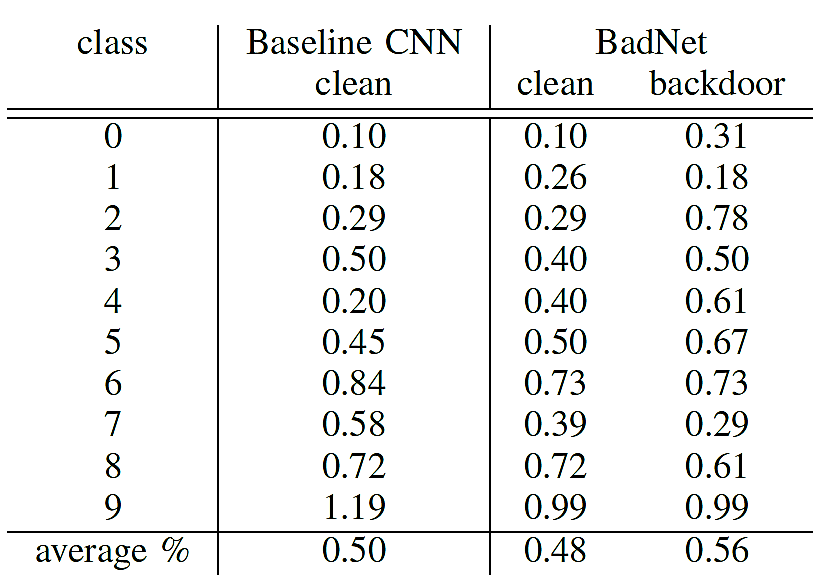 class Baseline CNN BadNet
clean clean backdoor
0 0.10 0.10 0.31
1 0.18 0.26 0.18
2 0.29 0.29 0.78
3 0.50 0.40 0.50
4 0.20 0.40 0.61
5 0.45 0.50 0.67
6 0.84 0.73 0.73
7 0.58 0.39 0.29
8 0.72 0.72 0.61
9 1.19 0.99 0.99
average % 0.50 0.48 0.56